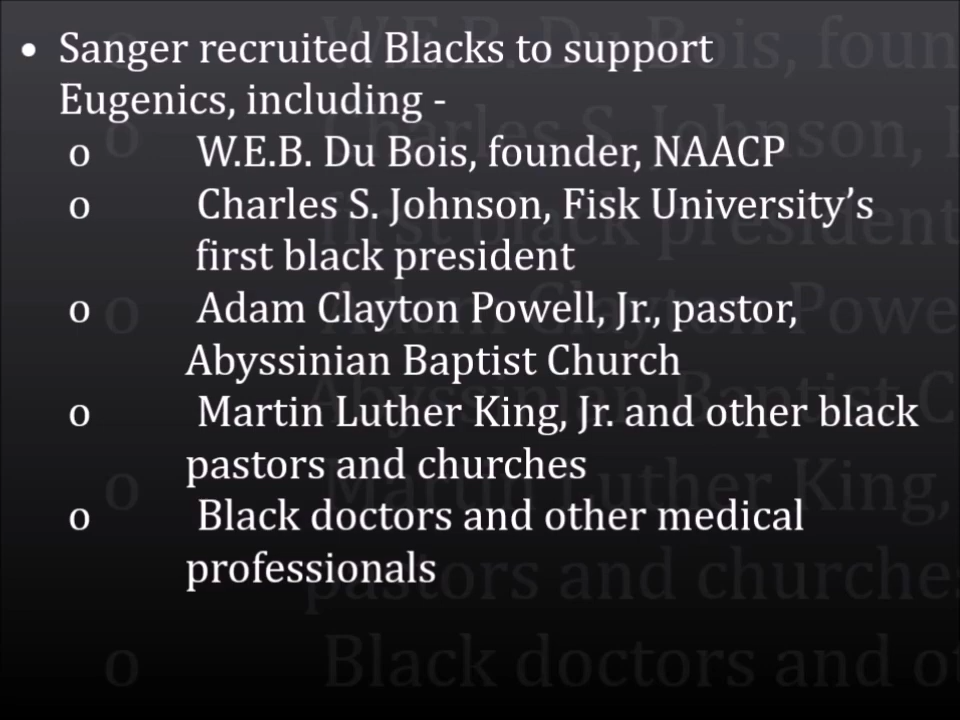 • Sanger recruited Blacks to support
Eugenics, including -
o W.E.B. Du Bois, founder, NAACP
o Charles S. Johnson, Fisk University's
first black president
o Adam Clayton Powell, Jr., pastor,
Abyssinian Baptist Church
o Martin Luther King, Jr. and other black
pastors and churches
o Black doctors and other medical
professionals